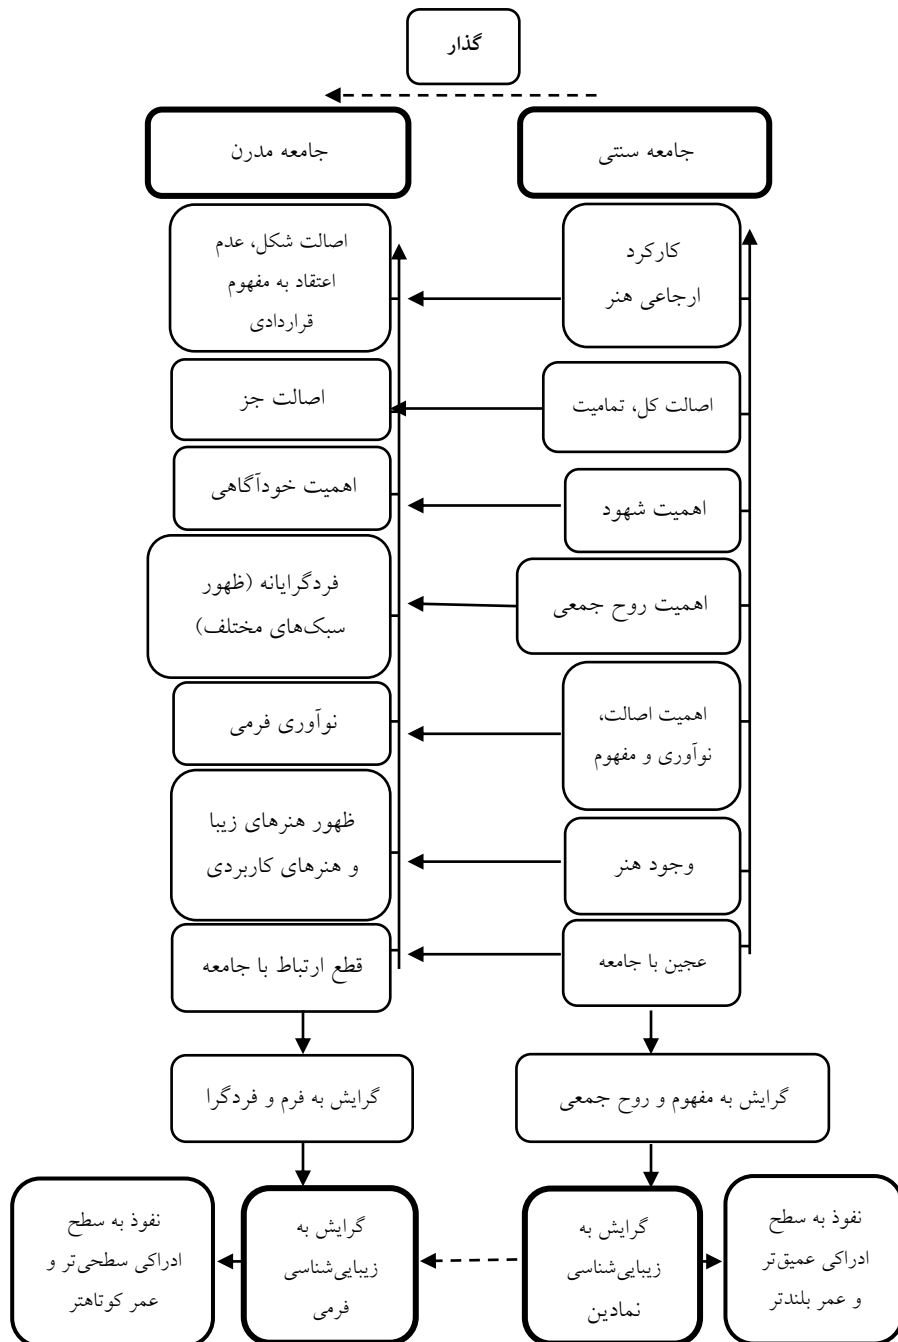 گذار
جامعه سنتی
جامعه مدرن
کارکرد
ارجاعی هنر
اصالت شکل، عدم
اعتقاد به مفهوم
قراردادی
اصالت کل، تمامیت
اصالت جز
اهمیت شهود
اهمیت خودآگاهی
اهمیت روح جمعی
فردگرایانه (ظهور
سبک‌های مختلف)
اهمیت اصالت،
نوآوری و مفهوم
نوآوری فرمی
وجود هنر
ظهور هنرهای زیبا
و هنرهای کاربردی
عجین با جامعه
قطع ارتباط با جامعه
گرایش به مفهوم و روح جمعی
گرایش به فرم و فردگرا
نفوذ به سطح
ادراکی عمیق‌تر
و عمر بلندتر
گرایش به
زیبایی‌شناسی
نمادین
گرایش به
زیبایی‌شناسی
فرمی
نفوذ به سطح
ادراکی سطحی‌تر و
عمر کوتاهتر